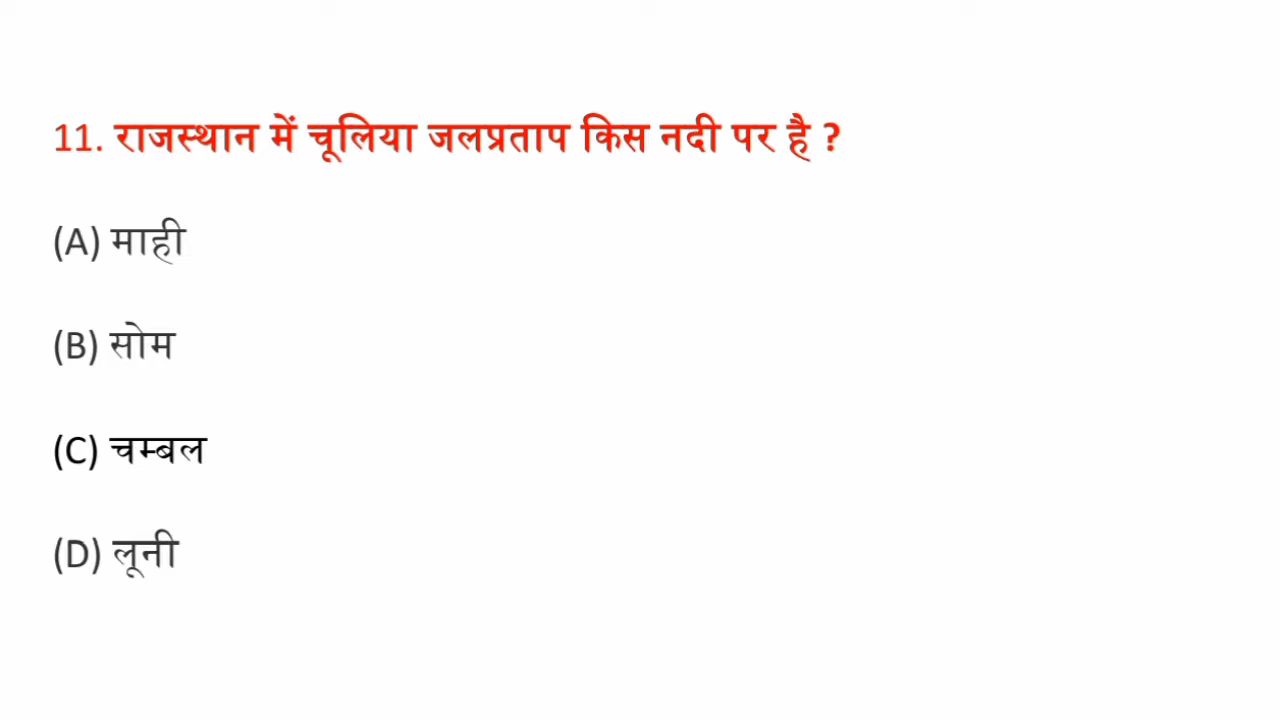 11. राजस्थान में चूलिया जलप्रताप किस नदी पर है ?
(A) माही
(B) सोम
(C) चम्बल
(D) लूनी